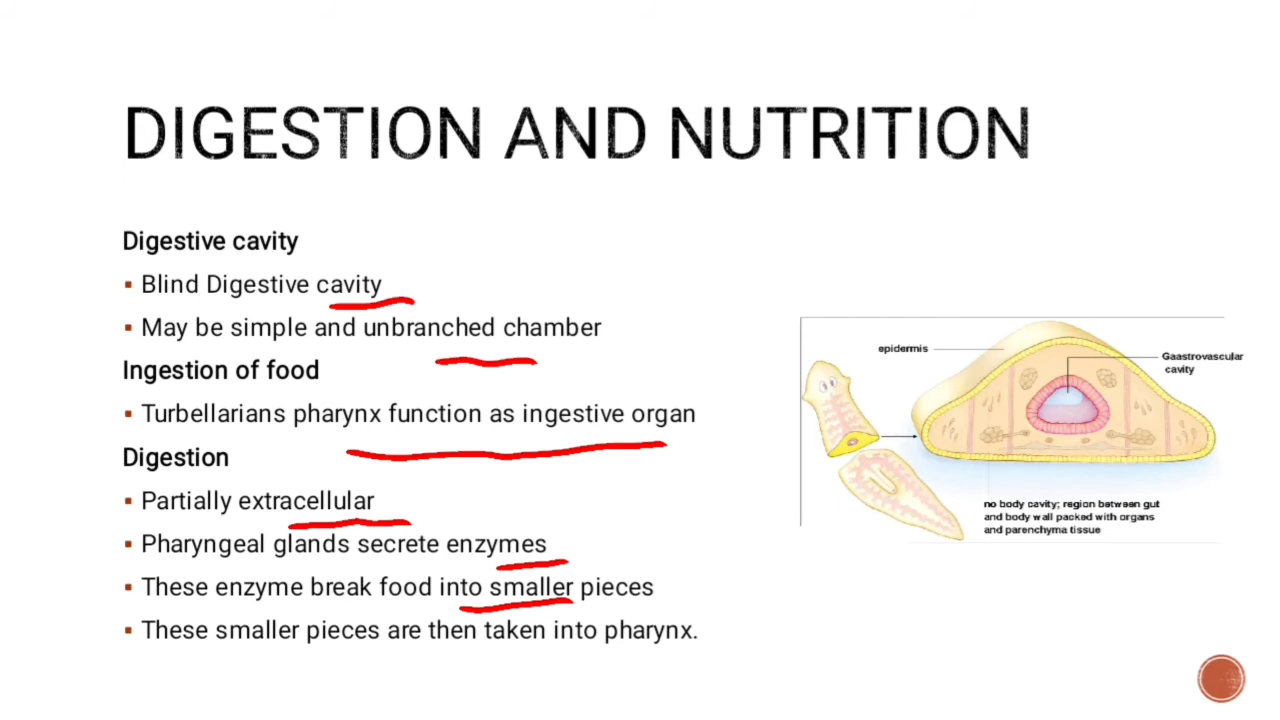 DIGESTION AND NUTRITION
Digestive cavity
▪ Blind Digestive cavity
▪ May be simple and unbranched chamber
Ingestion of food
▪ Turbellarians pharynx function as ingestive organ
Digestion
▪ Partially extracellular
▪ Pharyngeal glands secrete enzymes
▪ These enzyme break food into smaller pieces
▪ These smaller pieces are then taken into pharynx.
epidermis
Gaastrovascular
cavity
no body cavity; region between gut
and body wall packed with organs
and parenchyma tissue